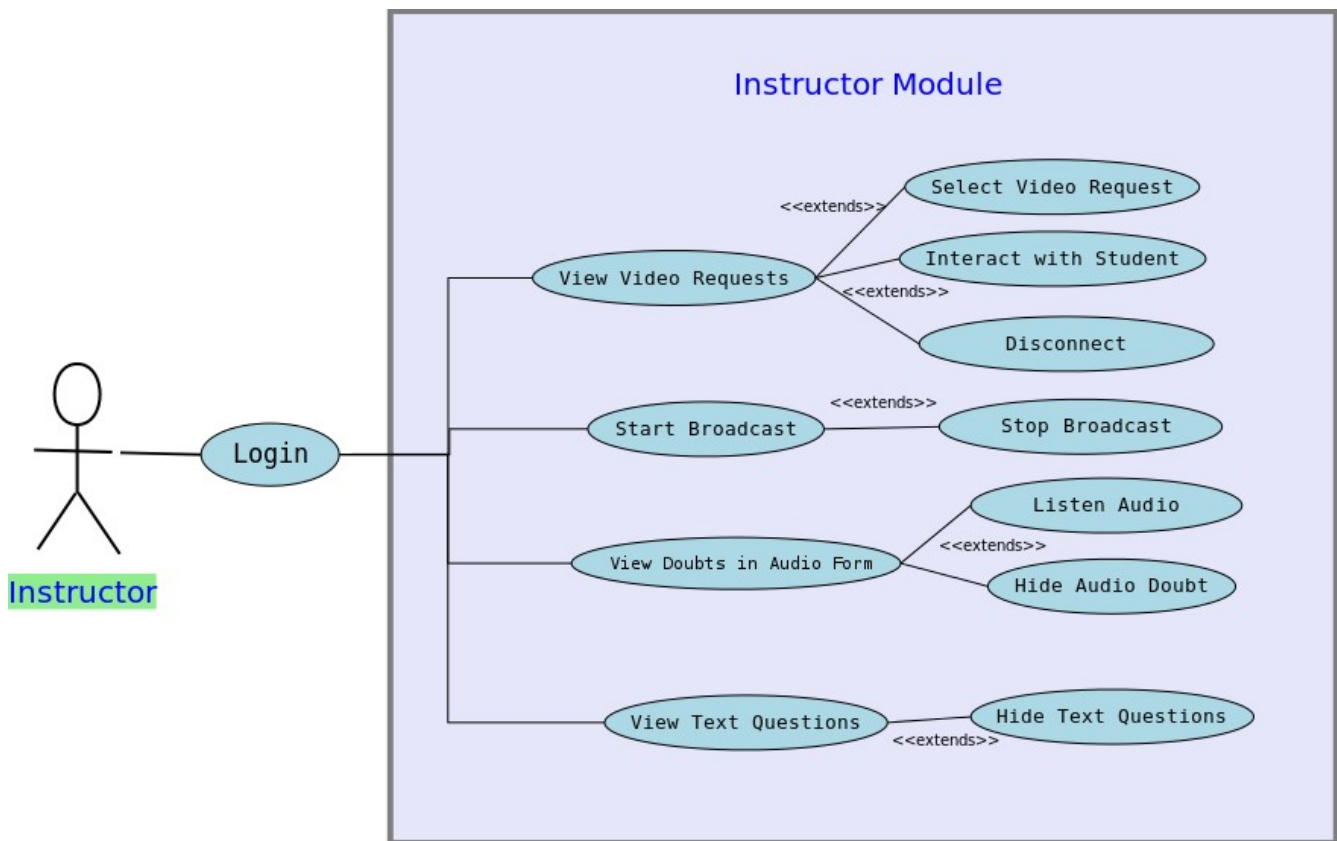 Instructor Module
Select Video Request
<<extends>>
Interact with Student
View Video Requests
<<extends>>
Disconnect
<<extends>>
Start Broadcast
Stop Broadcast
Login
Listen Audio
<<extends>>
View Doubts in Audio Form
Hide Audio Doubt
Instructor
View Text Questions
Hide Text Questions
<<extends>>